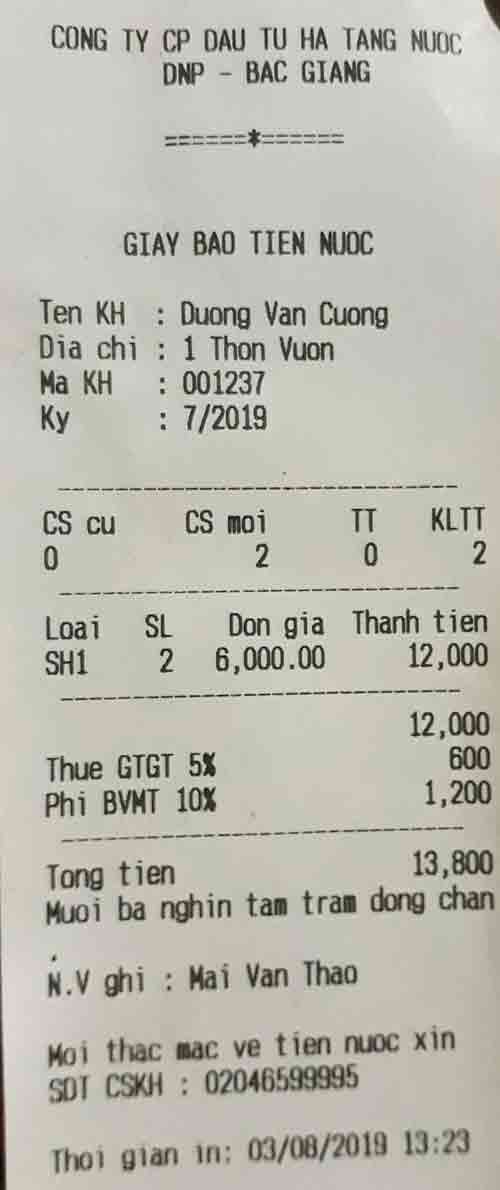 CONG TY CP DAU TU HA TANG NUOC
DNP - BAC GIANG
======*======
GIAY BAO TIEN NUOC
Ten KH : Duong Van Cuong
Dia chi : 1 Thon Vuon
Ma KH : 001237
Ky : 7/2019
CS cu CS moi TT KLTT
0 2 0 2
Loai SL Don gia Thanh tien
SH1 2 6,000.00 12,000
12,000
Thue GTGT 5% 600
Phi BVMT 10% 1,200
Tong tien 13,800
Muoi ba nghin tam tram dong chan
.
N.V ghi : Mai Van Thao
Moi thac mac ve tien nuoc xin
SDT CSKH : 02046599995
Thoi gian in: 03/08/2019 13:23